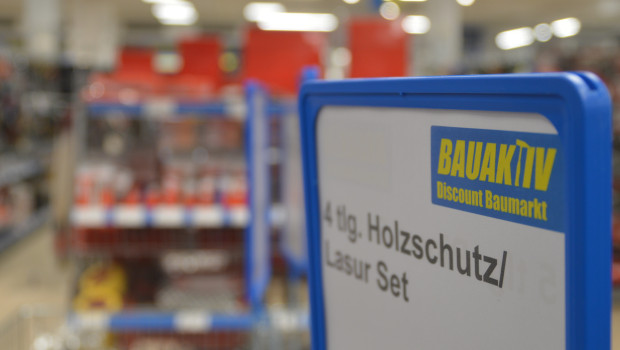 BAUAKTIV
Discount Baumarkt
4 tlg. Holzschutz/
Lasur Set